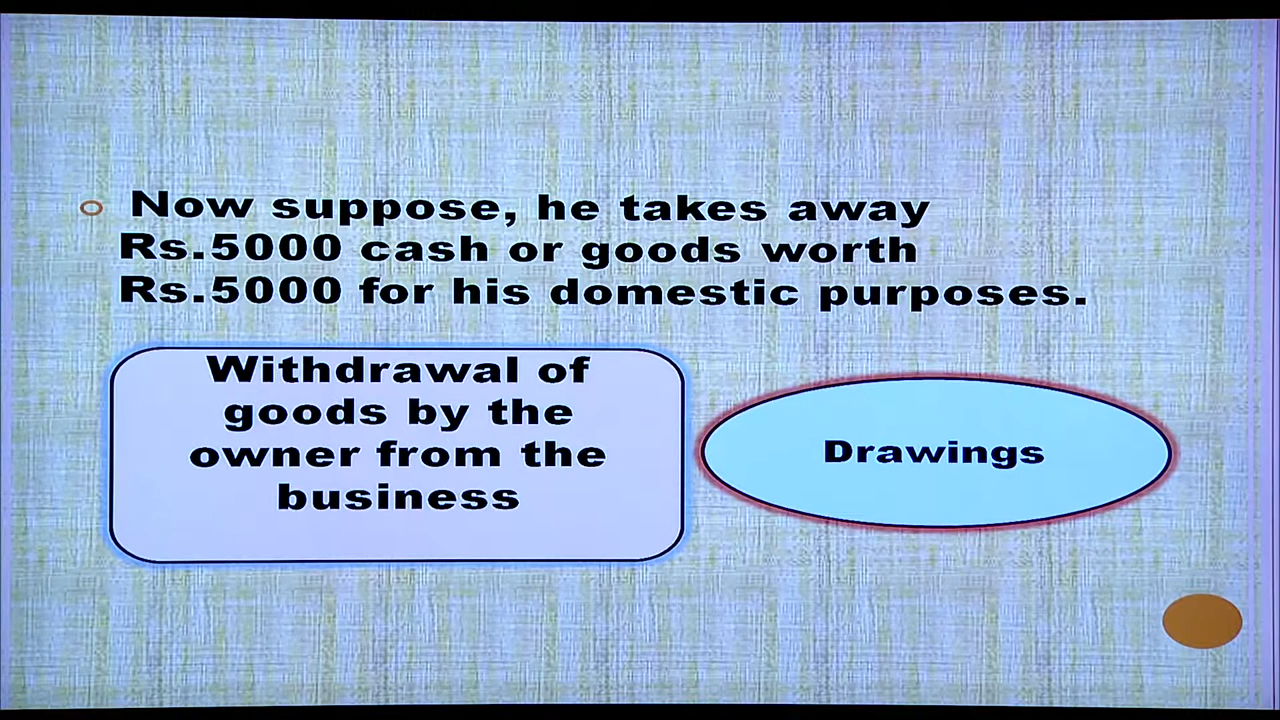 Now suppose, he takes away
Rs.5000 cash or goods worth
Rs.5000 for his domestic purposes.
Withdrawal of
goods by the
owner from the
business
Drawings